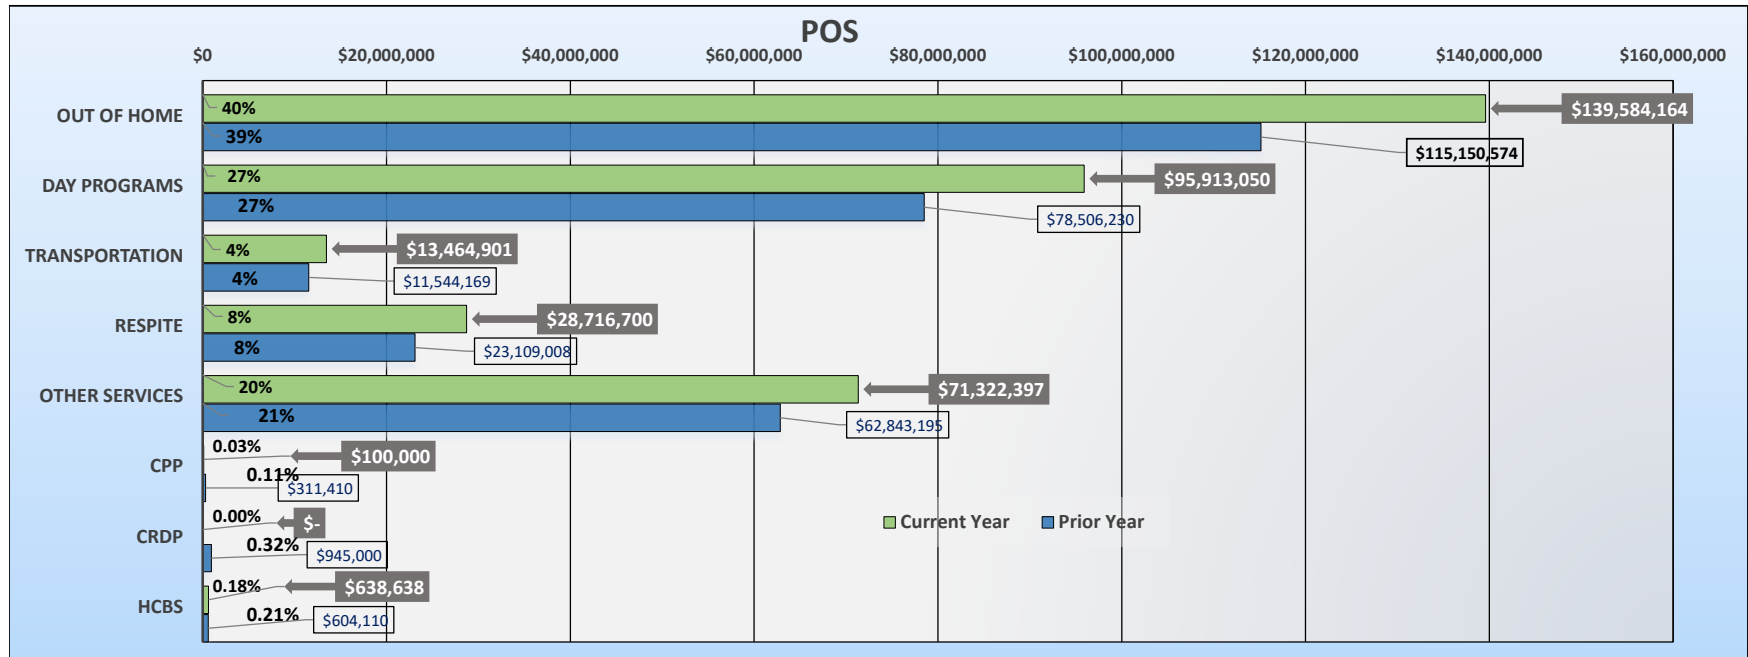 POS
$0 $20,000,000 $40,000,000 $60,000,000 $80,000,000 $100,000,000 $120,000,000 $140,000,000 $160,000,000
OUT OF HOME
40%
$139,584,164
39%
$115,150,574
DAY PROGRAMS
27%
$95,913,050
27%
$78,506,230
TRANSPORTATION
4%
$13,464,901
4%
$11,544,169
RESPITE
8%
$28,716,700
8%
$23,109,008
OTHER SERVICES
20%
$71,322,397
21%
$62,843,195
CPP
0.03%
$100,000
0.11%
$311,410
CRDP
0.00%
$-
0.32%
$945,000
Current Year Prior Year
HCBS
0.18%
$638,638
0.21%
$604,110